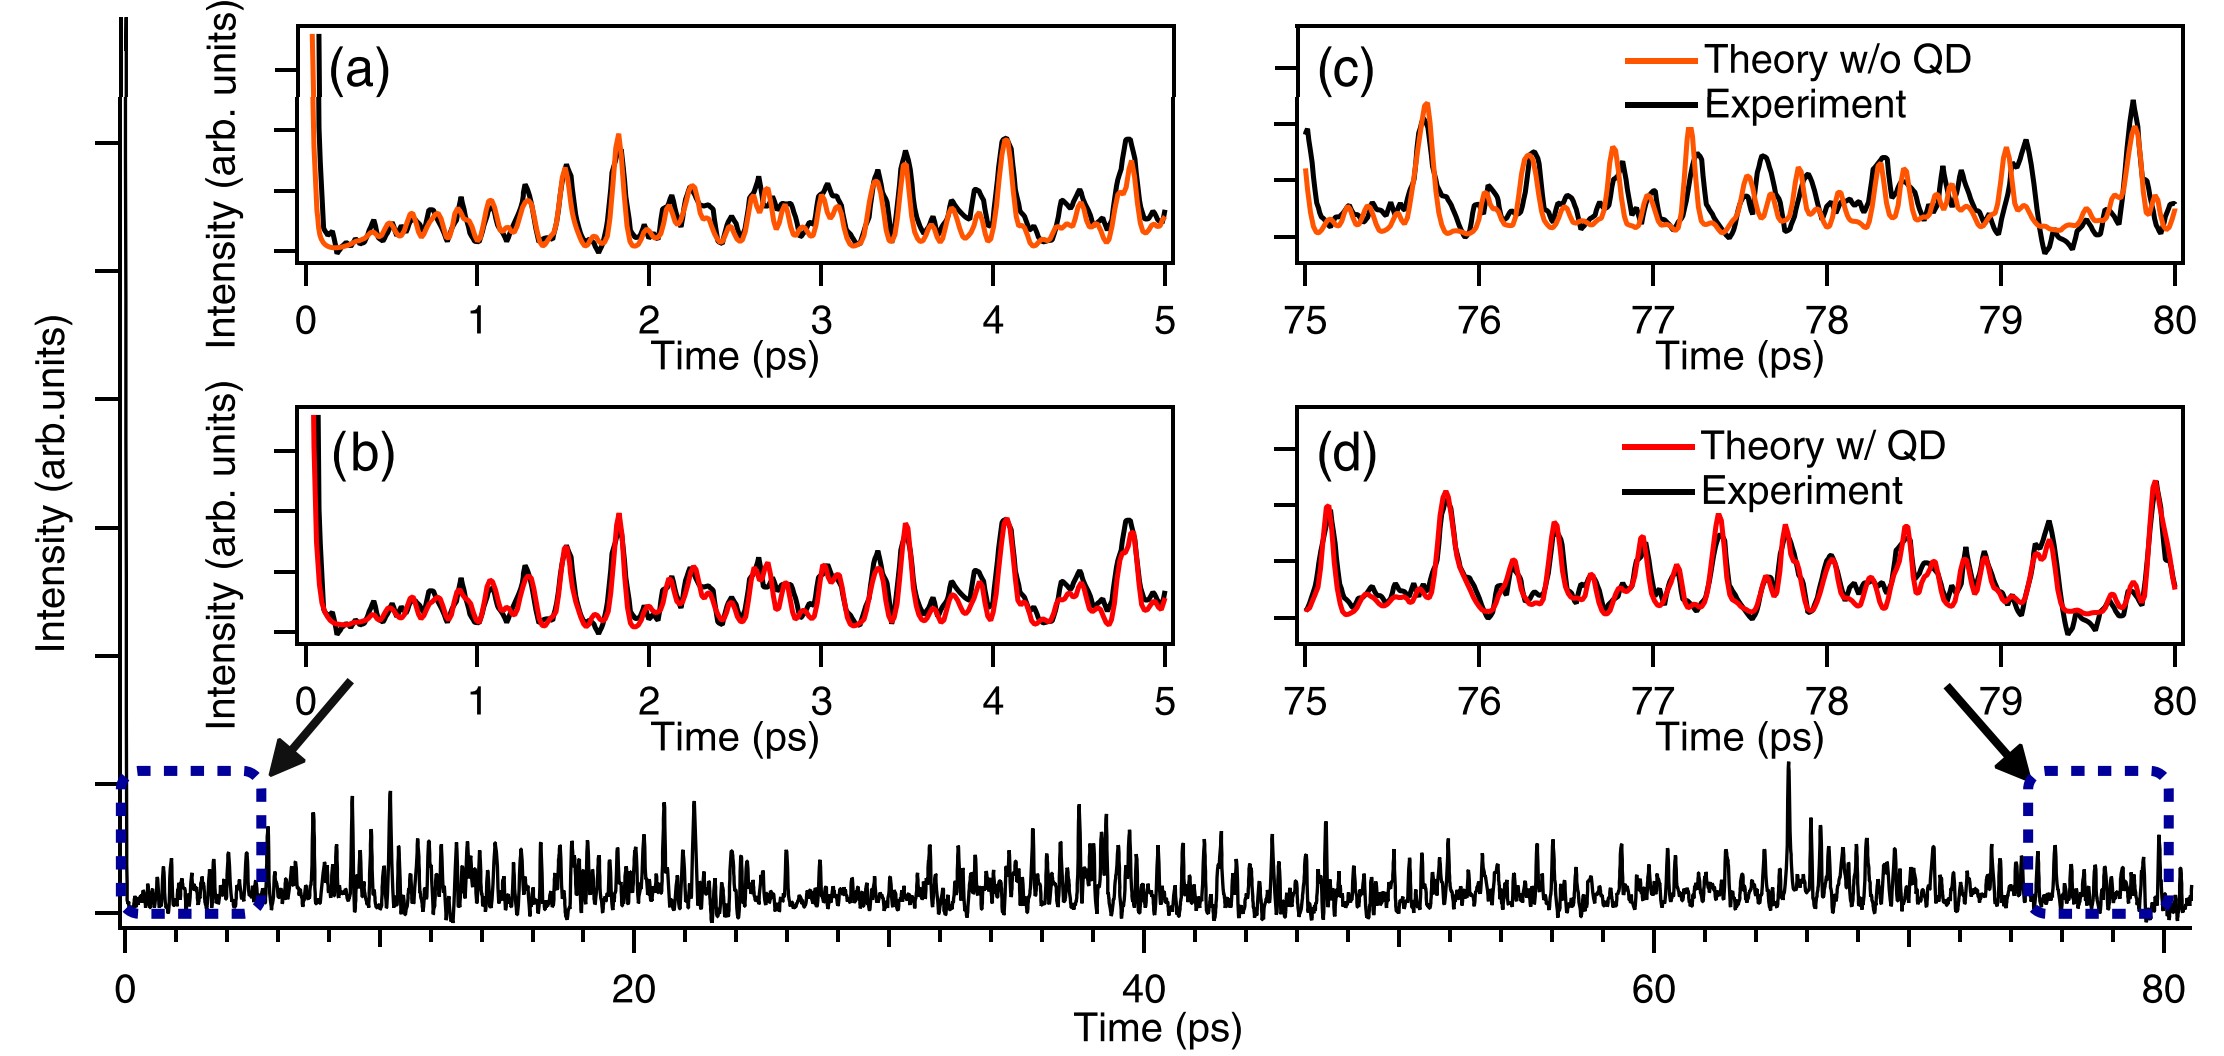 Intensity (arb. units)
(a)
0 1 2 3 4 5
Time (ps)
(c)
Theory w/o QD
Experiment
75 76 77 78 79 80
Time (ps)
Intensity (arb. units)
(b)
0 1 2 3 4 5
Time (ps)
(d)
Theory w/ QD
Experiment
75 76 77 78 79 80
Time (ps)
Intensity (arb.units)
0 20 40 60 80
Time (ps)